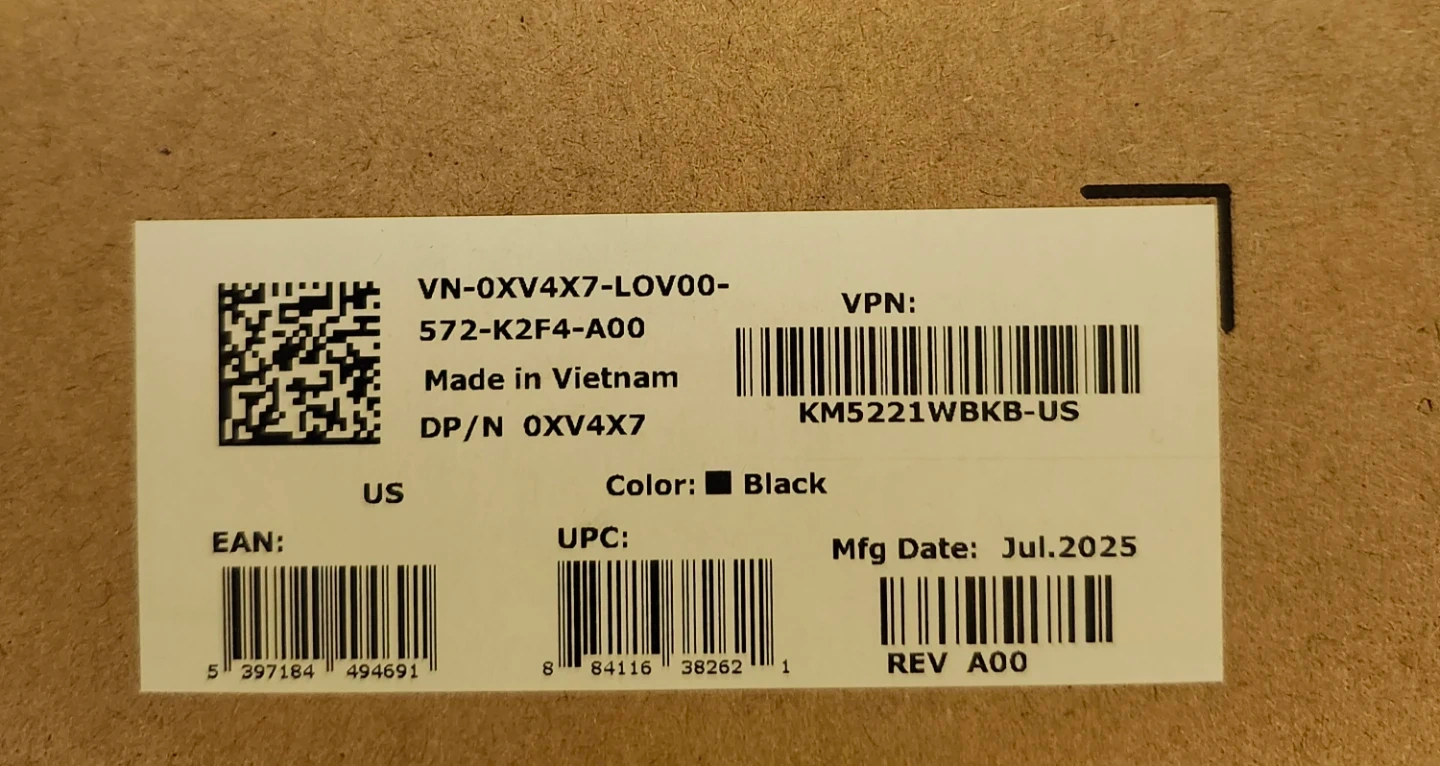 VN-0XV4X7-LOV00-
572-K2F4-A00
Made in Vietnam
DP/N 0XV4X7
VPN:
KM5221WBKB-US
US
Color: Black
EAN:
5 397184 494691
UPC:
8 84116 38262 1
Mfg Date: Jul.2025
REV A00